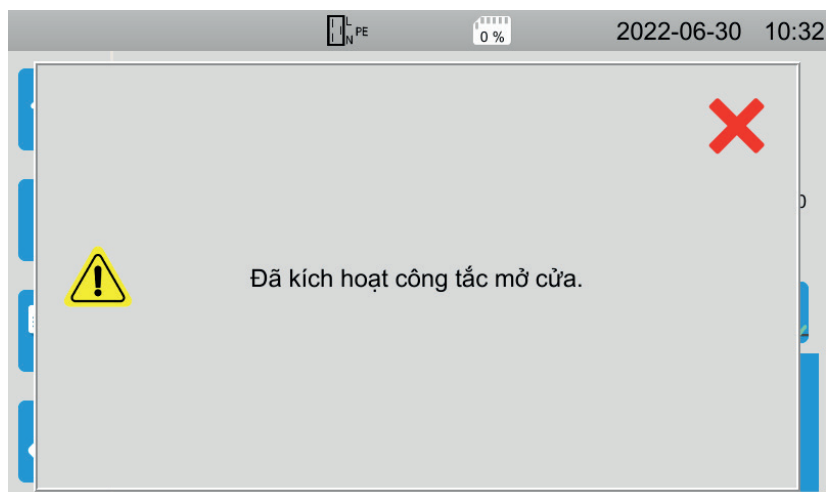 L
N PE
0 %
2022-06-30 10:32
Đã kích hoạt công tắc mở cửa.